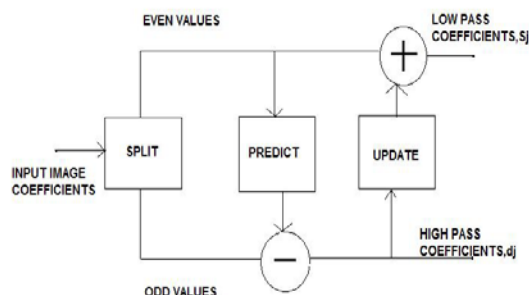 EVEN VALUES
LOW PASS
COEFFICIENTS,Sj
+
SPLIT
PREDICT
UPDATE
INPUT IMAGE
COEFFICIENTS
HIGH PASS
COEFFICIENTS,dj
−
ODD VALUES